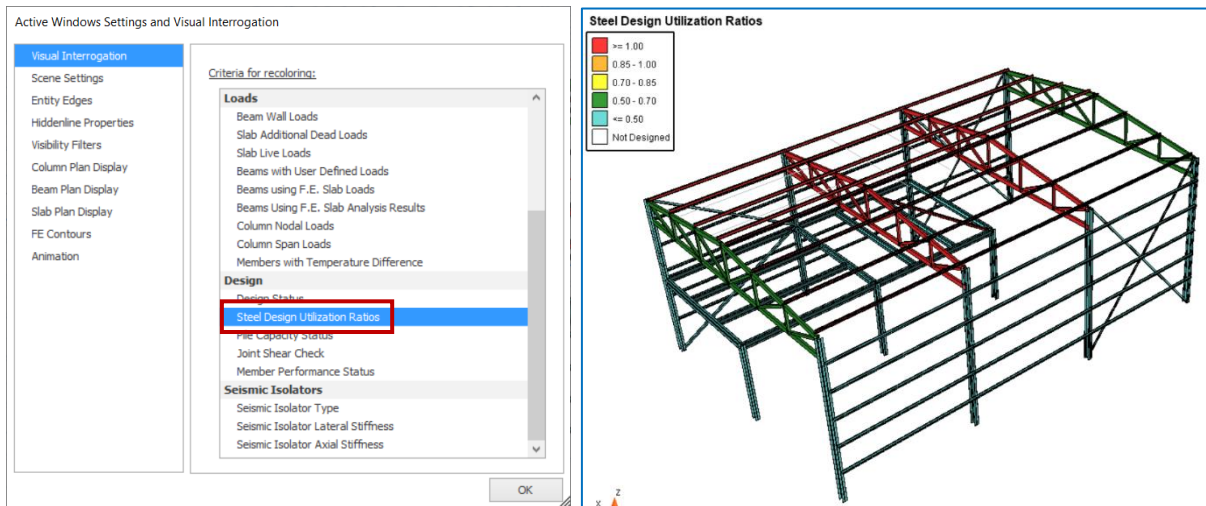 Active Windows Settings and Visual Interrogation
Visual Interrogation
Scene Settings
Entity Edges
Hiddenline Properties
Visibility Filters
Column Plan Display
Beam Plan Display
Slab Plan Display
FE Contours
Animation
Criteria for recoloring:
Loads
Beam Wall Loads
Slab Additional Dead Loads
Slab Live Loads
Beams with User Defined Loads
Beams using F.E. Slab Loads
Beams Using F.E. Slab Analysis Results
Column Nodal Loads
Column Span Loads
Members with Temperature Difference
Design
Design Status
Steel Design Utilization Ratios
Pile Capacity Status
Joint Shear Check
Member Performance Status
Seismic Isolators
Seismic Isolator Type
Seismic Isolator Lateral Stiffness
Seismic Isolator Axial Stiffness
OK
Steel Design Utilization Ratios
>= 1.00
0.85 - 1.00
0.70 - 0.85
0.50 - 0.70
<= 0.50
Not Designed
x z